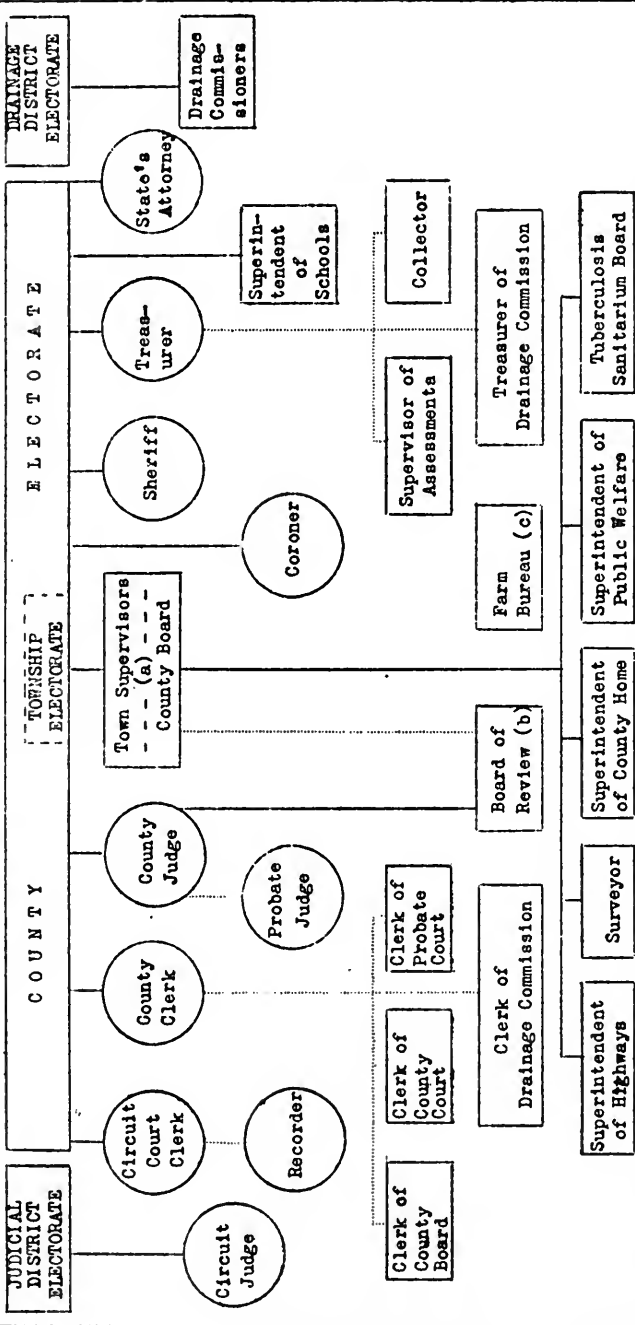 JUDICIAL
DISTRICT
ELECTORATE
COUNTY
ELECTORATE
TOWNSHIP
ELECTORATE
DRAINAGE
DISTRICT
ELECTORATE
Circuit
Judge
Circuit
Court
Clerk
Recorder
County
Clerk
County
Judge
Probate
Judge
Town Supervisors
- - - (a) - - -
County Board
Coroner
Sheriff
Treas-
urer
Superin-
tendent
of
Schools
State's
Attorney
Drainage
Commis-
sioners
Clerk of
County
Board
Clerk of
County
Court
Clerk of
Probate
Court
Supervisor of
Assessments
Collector
Clerk of
Drainage Commission
Board of
Review (b)
Farm
Bureau (c)
Treasurer of
Drainage Commission
Superintendent
of Highways
Surveyor
Superintendent
of County Home
Superintendent of
Public Welfare
Tuberculosis
Sanitarium Board